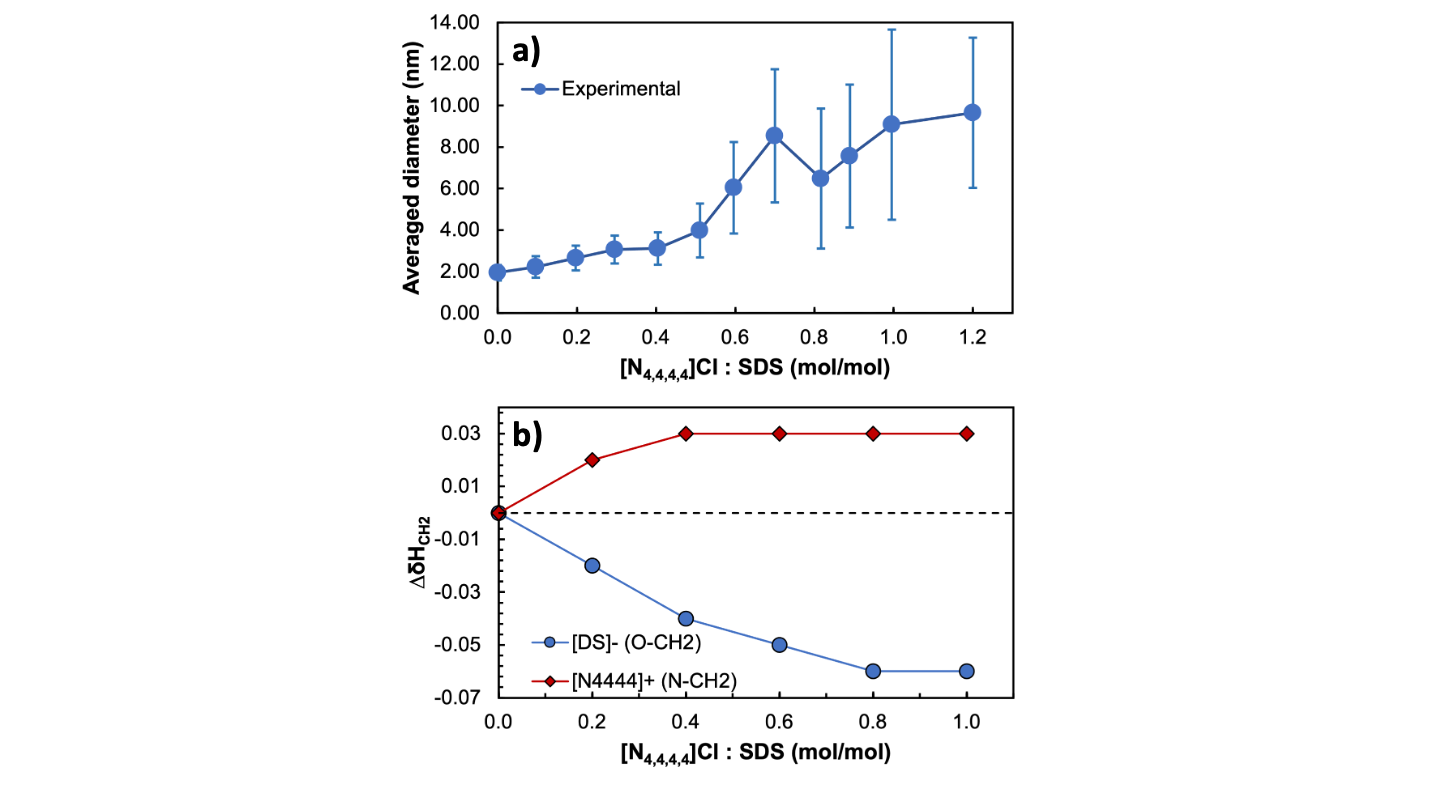 a)
14.00
12.00
10.00
8.00
6.00
4.00
2.00
0.00
Averaged diameter (nm)
Experimental
0.0 0.2 0.4 0.6 0.8 1.0 1.2
[N4,4,4,4]Cl : SDS (mol/mol)
b)
0.03
0.01
-0.01
-0.03
-0.05
-0.07
ΔδHCH2
[DS]- (O-CH2)
[N4444]+ (N-CH2)
0.0 0.2 0.4 0.6 0.8 1.0
[N4,4,4,4]Cl : SDS (mol/mol)